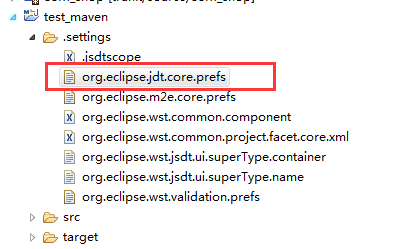 test_maven
.settings
.jsdtscope
org.eclipse.jdt.core.prefs
org.eclipse.m2e.core.prefs
org.eclipse.wst.common.component
org.eclipse.wst.common.project.facet.core.xml
org.eclipse.wst.jsdt.ui.superType.container
org.eclipse.wst.jsdt.ui.superType.name
org.eclipse.wst.validation.prefs
src
target